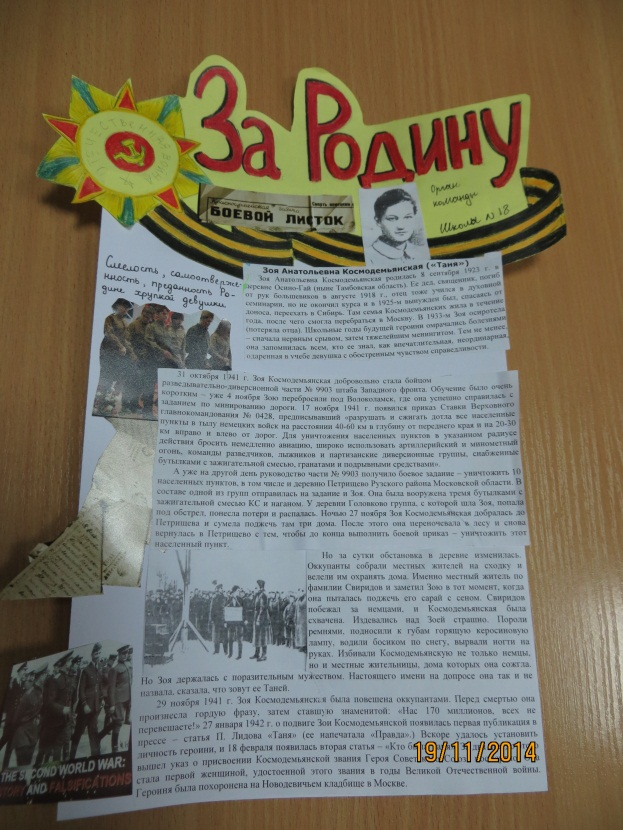 За Родину
ОТЕЧЕСТВЕННАЯ
БОЕВОЙ ЛИСТОК
Орган
команды
Школы №18
Смелость, самоотверже-
нность, преданность Ро-
дине хрупкой девушки
Зоя Анатольевна Космодемьянская («Таня»)
Зоя Анатольевна Космодемьянская родилась 8 сентября 1923 г. в
деревне Осино-Гай (ныне Тамбовская область). Ее дед, священник, погиб
от рук большевиков в августе 1918 г., отец тоже учился в духовной
семинарии, но не окончил курса и в 1925-м вынужден был, спасаясь от
доноса, переехать в Сибирь. Там семья Космодемьянских жила в течение
года, после чего смогла перебраться в Москву. В 1933-м Зоя осиротела
(потеряла отца). Школьные годы будущей героини омрачались болезнями
– сначала нервным срывом, затем тяжелейшим менингитом. Тем не менее,
она запомнилась всем, кто ее знал, как впечатлительная, неординарная,
одаренная в учебе девушка с обостренным чувством справедливости.
31 октября 1941 г. Зоя Космодемьянская добровольно стала бойцом
разведывательно-диверсионной части № 9903 штаба Западного фронта. Обучение было очень
коротким – уже 4 ноября Зою перебросили под Волоколамск, где она успешно справилась с
заданием по минированию дороги. 17 ноября 1941 г. появился приказ Ставки Верховного
главнокомандования № 0428, предписывавший «разрушать и сжигать дотла все населенные
пункты в тылу немецких войск на расстоянии 40-60 км в глубину от переднего края и на 20-30
км вправо и влево от дорог. Для уничтожения населенных пунктов в указанном радиусе
действия бросить немедленно авиацию, широко использовать артиллерийский и минометный
огонь, команды разведчиков, лыжников и партизанские диверсионные группы, снабженные
бутылками с зажигательной смесью, гранатами и подрывными средствами».
А уже на другой день руководство части № 9903 получило боевое задание – уничтожить 10
населенных пунктов, в том числе и деревню Петрищево Рузского района Московской области. В
составе одной из групп отправилась на задание и Зоя. Она была вооружена тремя бутылками с
зажигательной смесью КС и наганом. У деревни Головково группа, с которой шла Зоя, попала
под обстрел, понесла потери и распалась. Ночью 27 ноября Зоя Космодемьянская добралась до
Петрищева и сумела поджечь там три дома. После этого она переночевала в лесу и снова
вернулась в Петрищево с тем, чтобы до конца выполнить боевой приказ – уничтожить этот
населенный пункт.
Но за сутки обстановка в деревне изменилась.
Оккупанты собрали местных жителей на сходку и
велели им охранять дома. Именно местный житель по
фамилии Свиридов и заметил Зою в тот момент, когда
она пыталась поджечь его сарай с сеном. Свиридов
побежал за немцами, и Космодемьянская была
схвачена. Издевались над Зоей страшно. Пороли
ремнями, подносили к губам горящую керосиновую
лампу, водили босиком по снегу, вырвали ногти на
руках. Избивали Космодемьянскую не только немцы,
но и местные жительницы, дома которых она сожгла.
Но Зоя держалась с поразительным мужеством. Настоящего имени на допросе она так и не
назвала, сказала, что зовут ее Таней.
29 ноября 1941 г. Зоя Космодемьянская была повешена оккупантами. Перед смертью она
произнесла гордую фразу, затем ставшую знаменитой: «Нас 170 миллионов, всех не
перевешаете!» 27 января 1942 г. о подвиге Зои Космодемьянской появилась первая публикация в
прессе – статья П. Лидова «Таня» (ее напечатала «Правда».) Вскоре удалось установить
личность героини, и 18 февраля появилась вторая статья – «Кто б
вышел указ о присвоении Космодемьянской звания Героя Совет
стала первой женщиной, удостоенной этого звания в годы Великой Отечественной войны.
Героиня была похоронена на Новодевичьем кладбище в Москве.
THE SECOND WORLD WAR:
STORY AND FALSIFICATIONS
19/11/2014